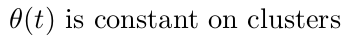 θ(t) is constant on clusters